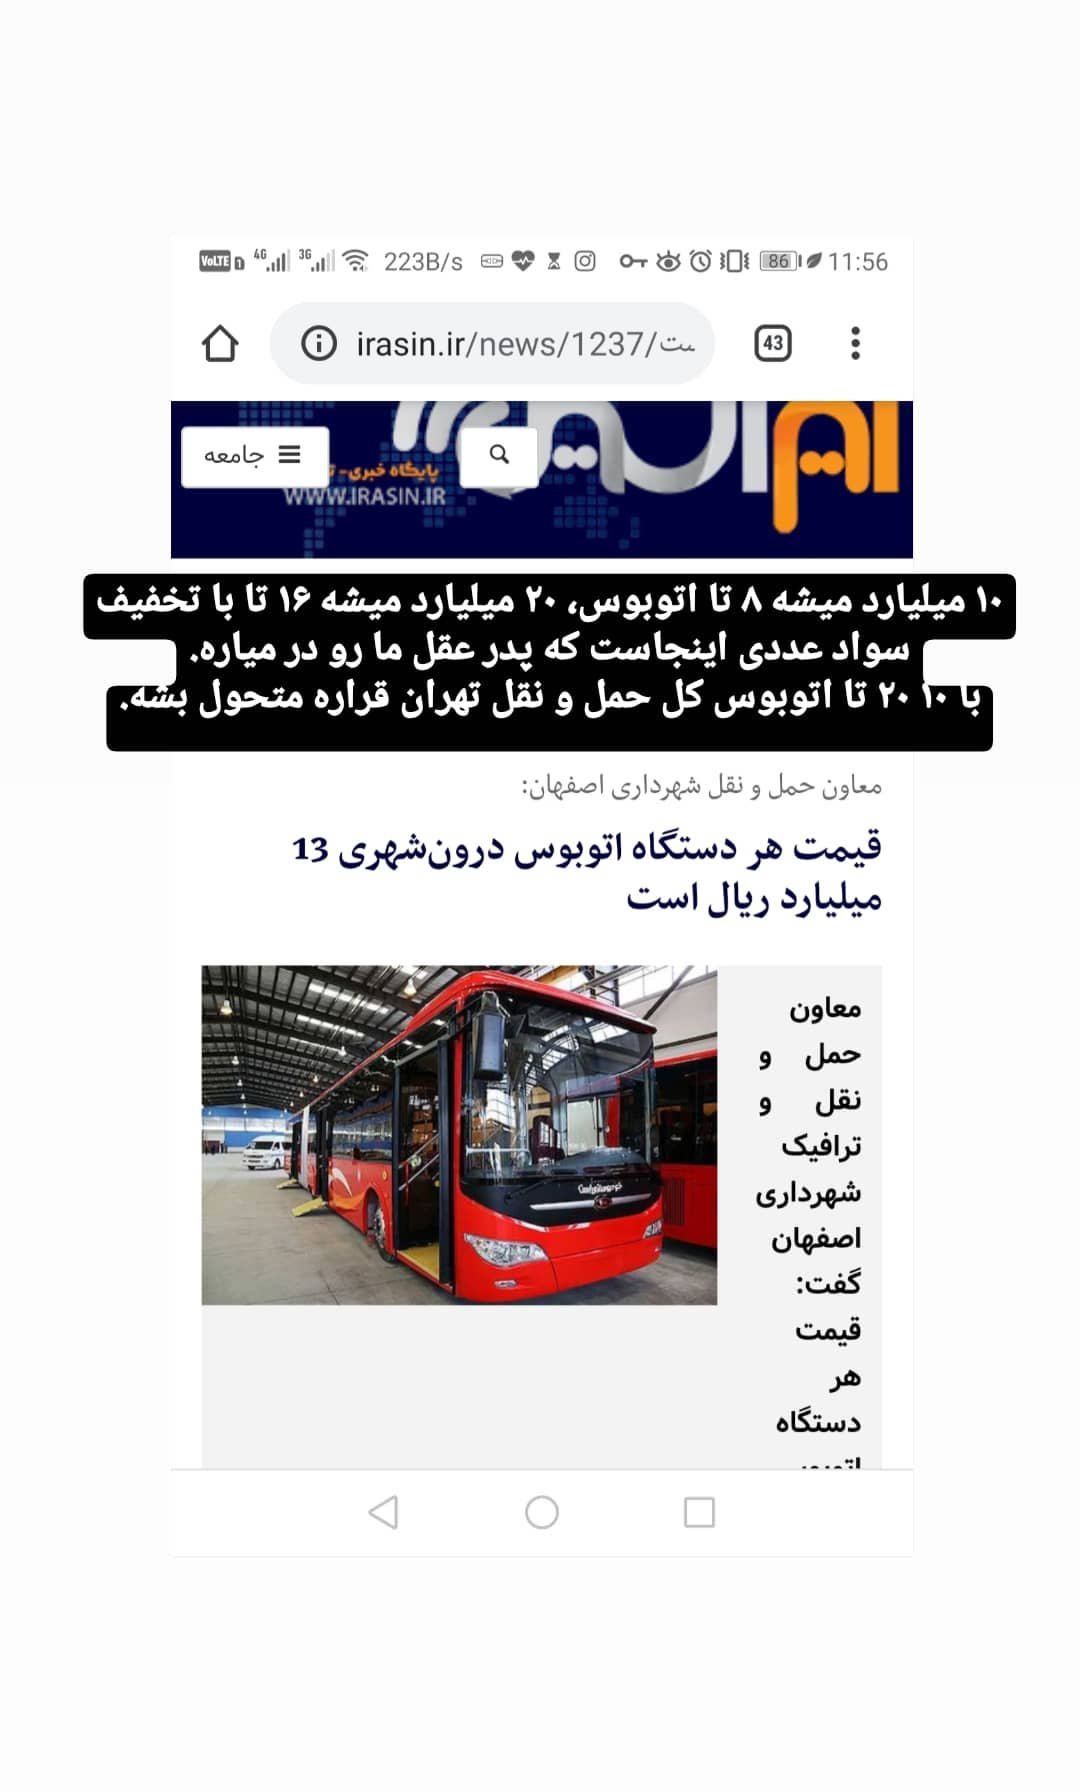 VoLTE 1 4G 3G 223B/s 86 11:56
irasin.ir/news/1237/
43
جامعه
پایگاه خبری-
WWW.IRASIN.IR
۱۰ میلیارد میشه ۸ تا اتوبوس، ۲۰ میلیارد میشه ۱۶ تا با تخفیف
سواد عددی اینجاست که پدر عقل ما رو در میاره.
با ۱۰ ۲۰ تا اتوبوس کل حمل و نقل تهران قراره متحول بشه.
معاون حمل و نقل شهرداری اصفهان:
قیمت هر دستگاه اتوبوس درون‌شهری 13
میلیارد ریال است
معاون
حمل و
نقل و
ترافیک
شهرداری
اصفهان
گفت:
قیمت
هر
دستگاه